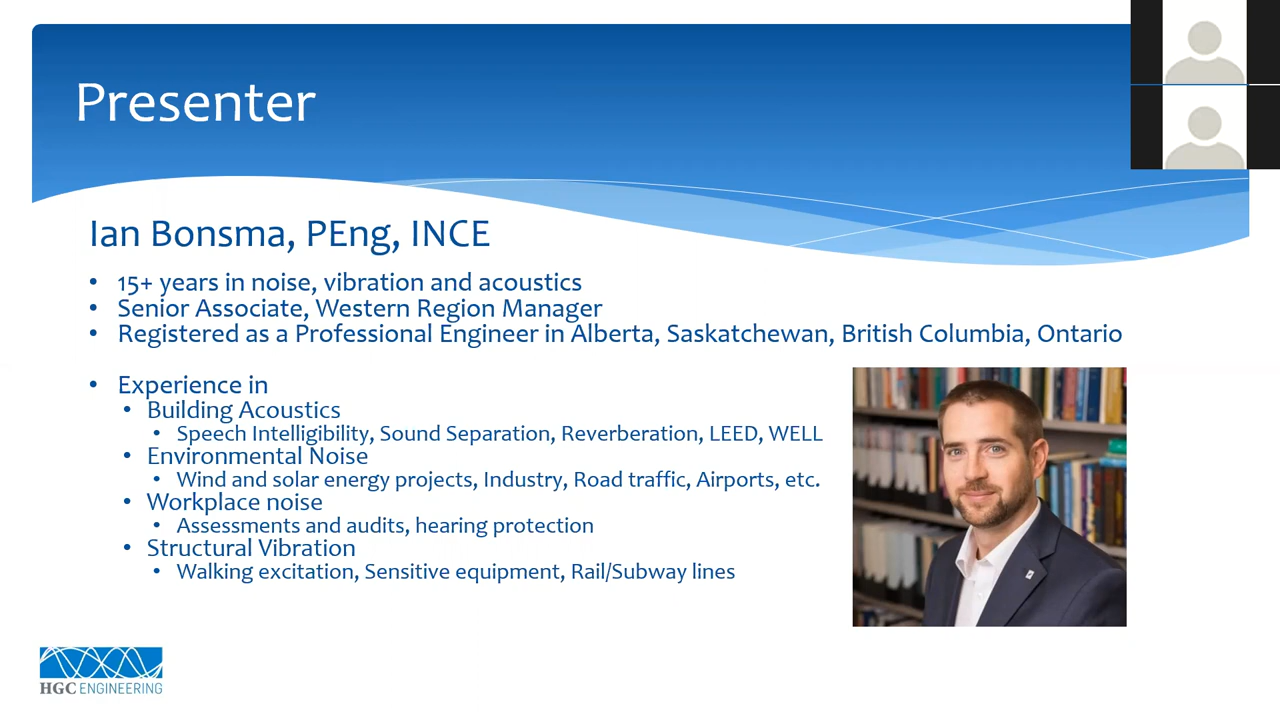 Presenter
Ian Bonsma, PEng, INCE
• 15+ years in noise, vibration and acoustics
• Senior Associate, Western Region Manager
• Registered as a Professional Engineer in Alberta, Saskatchewan, British Columbia, Ontario
• Experience in
• Building Acoustics
• Speech Intelligibility, Sound Separation, Reverberation, LEED, WELL
• Environmental Noise
• Wind and solar energy projects, Industry, Road traffic, Airports, etc.
• Workplace noise
• Assessments and audits, hearing protection
• Structural Vibration
• Walking excitation, Sensitive equipment, Rail/Subway lines
HGC ENGINEERING